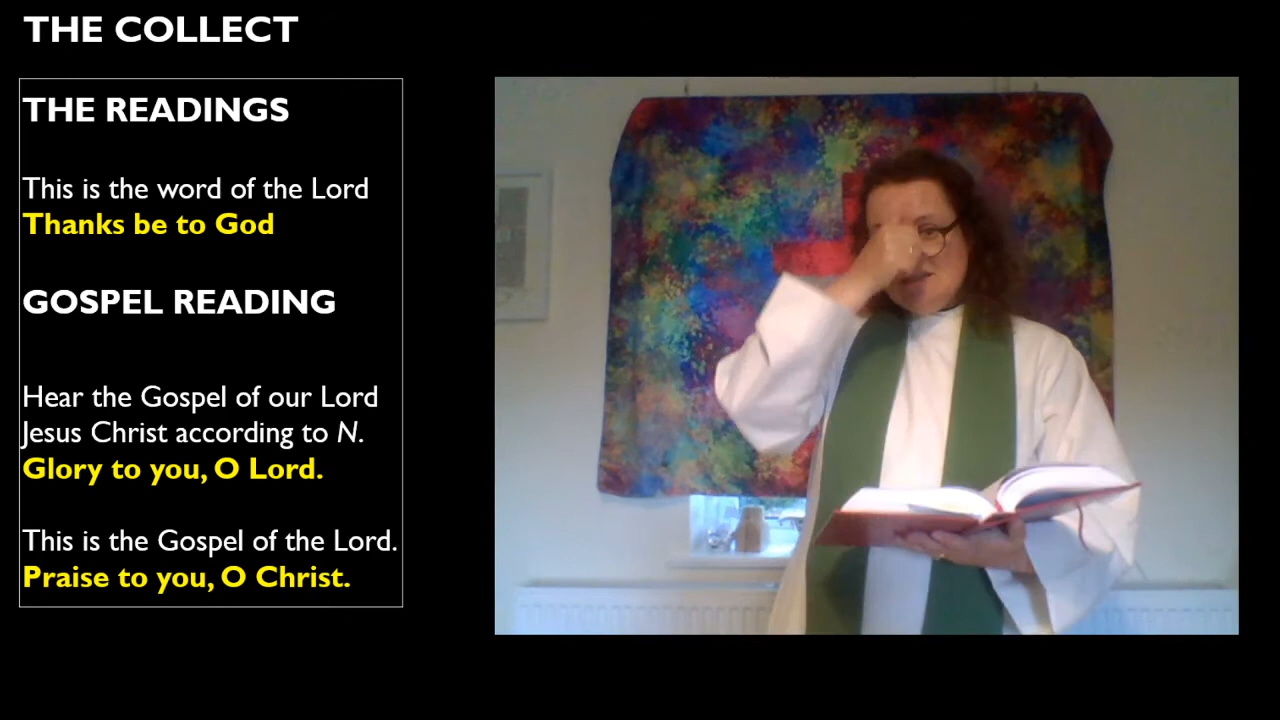 THE COLLECT
THE READINGS
This is the word of the Lord
Thanks be to God
GOSPEL READING
Hear the Gospel of our Lord
Jesus Christ according to N.
Glory to you, O Lord.
This is the Gospel of the Lord.
Praise to you, O Christ.